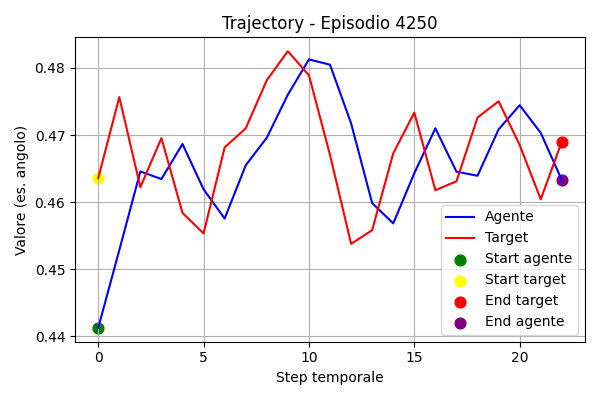 Trajectory - Episodio 4250
Valore (es. angolo)
0.48
0.47
0.46
0.45
0.44
0
5
10
15
20
Step temporale
Agente
Target
Start agente
Start target
End target
End agente